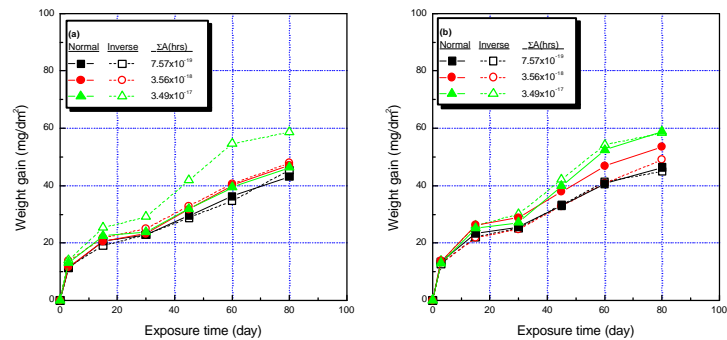 (a)
Normal Inverse ΣA(hrs)
7.57x10⁻¹⁹
3.56x10⁻¹⁸
3.49x10⁻¹⁷
100
80
60
40
20
0
0 20 40 60 80 100
Weight gain (mg/dm²)
Exposure time (day)
(b)
Normal Inverse ΣA(hrs)
7.57x10⁻¹⁹
3.56x10⁻¹⁸
3.49x10⁻¹⁷
100
80
60
40
20
0
0 20 40 60 80 100
Weight gain (mg/dm²)
Exposure time (day)